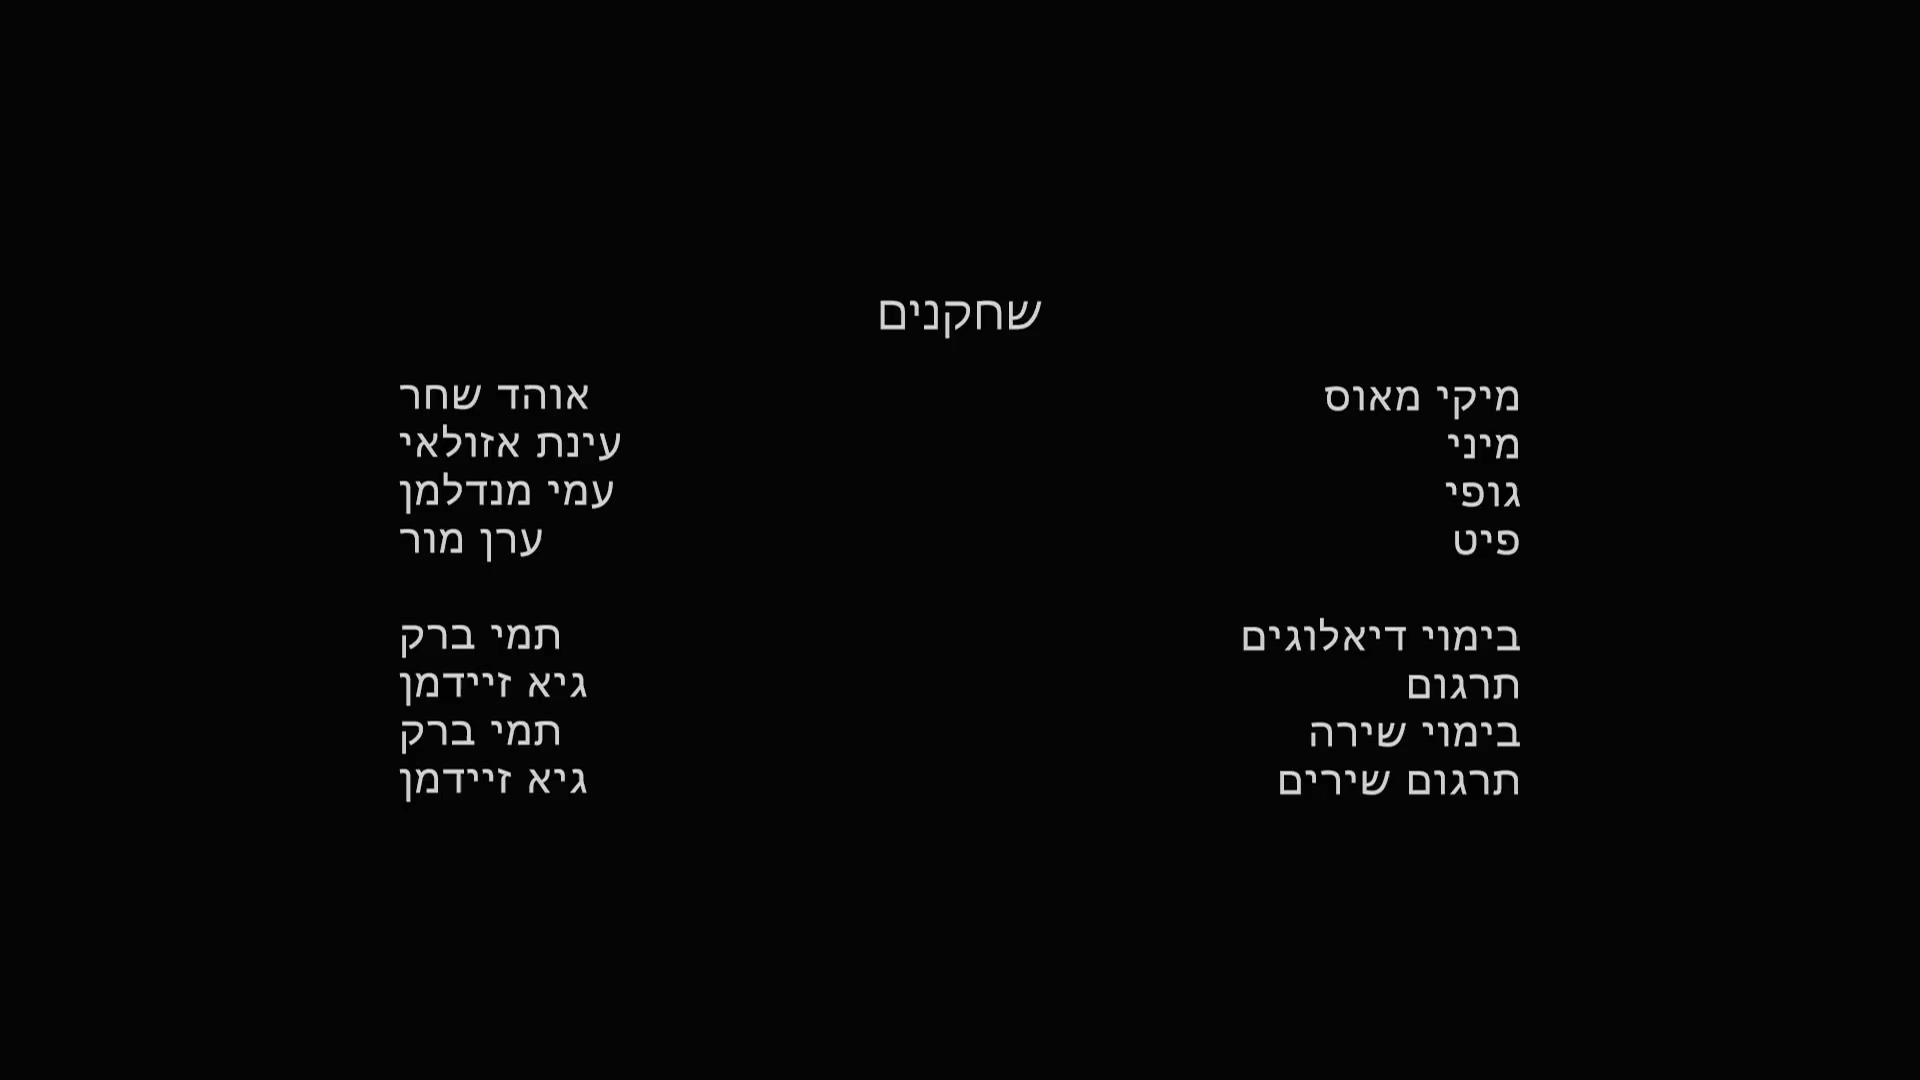 שחקנים
מיקי מאוס אוהד שחר
מיני עינת אזולאי
גופי עמי מנדלמן
פיט ערן מור
בימוי דיאלוגים תמי ברק
תרגום גיא זיידמן
בימוי שירה תמי ברק
תרגום שירים גיא זיידמן